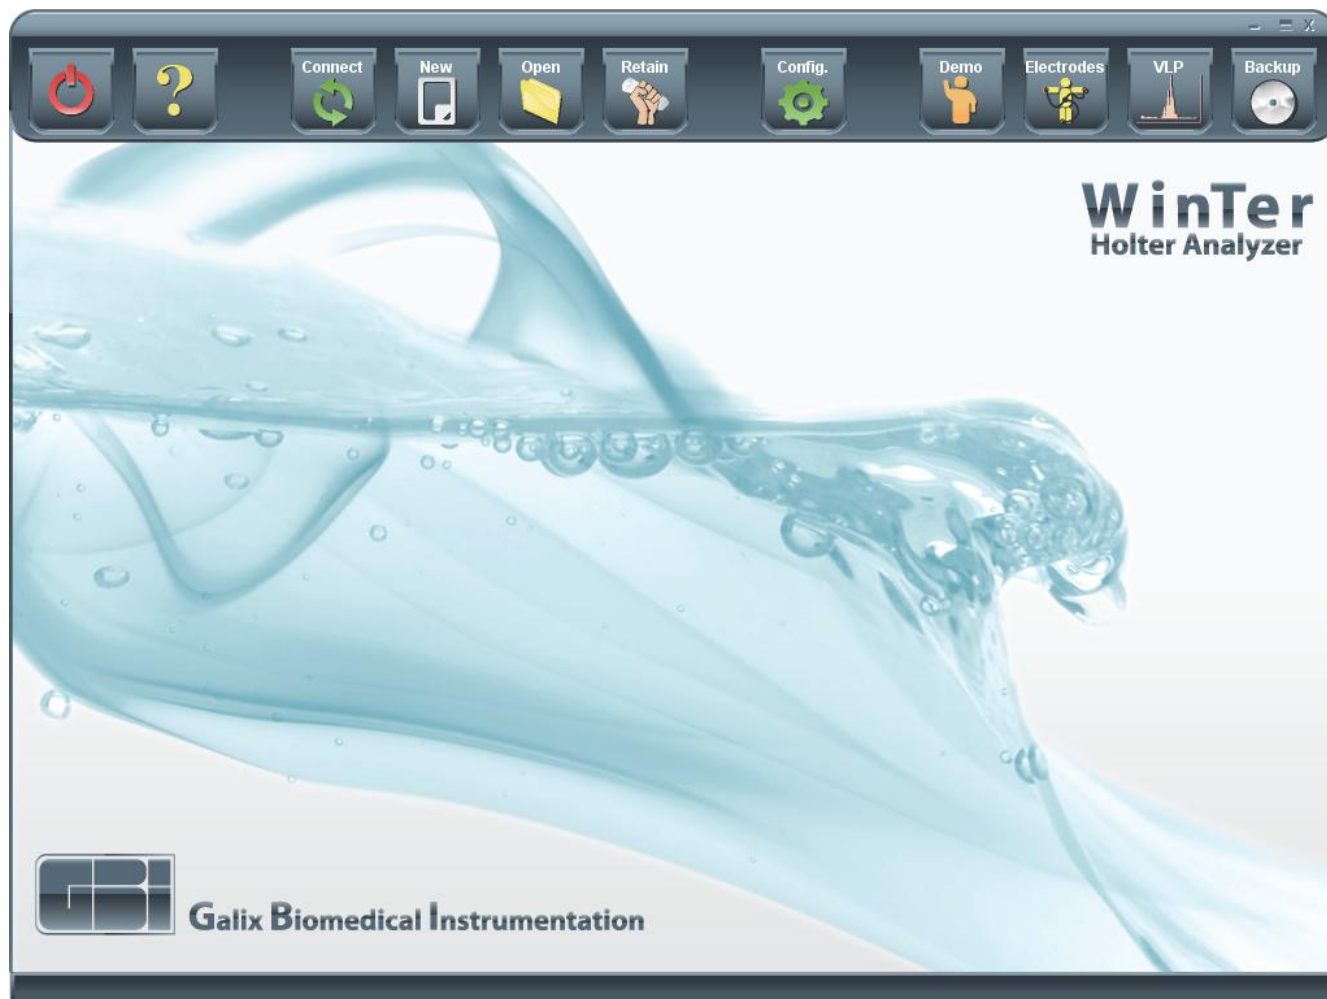 Connect
New
Open
Retain
Config.
Demo
Electrodes
VLP
Backup
WinTer
Holter Analyzer
GBI
Galix Biomedical Instrumentation